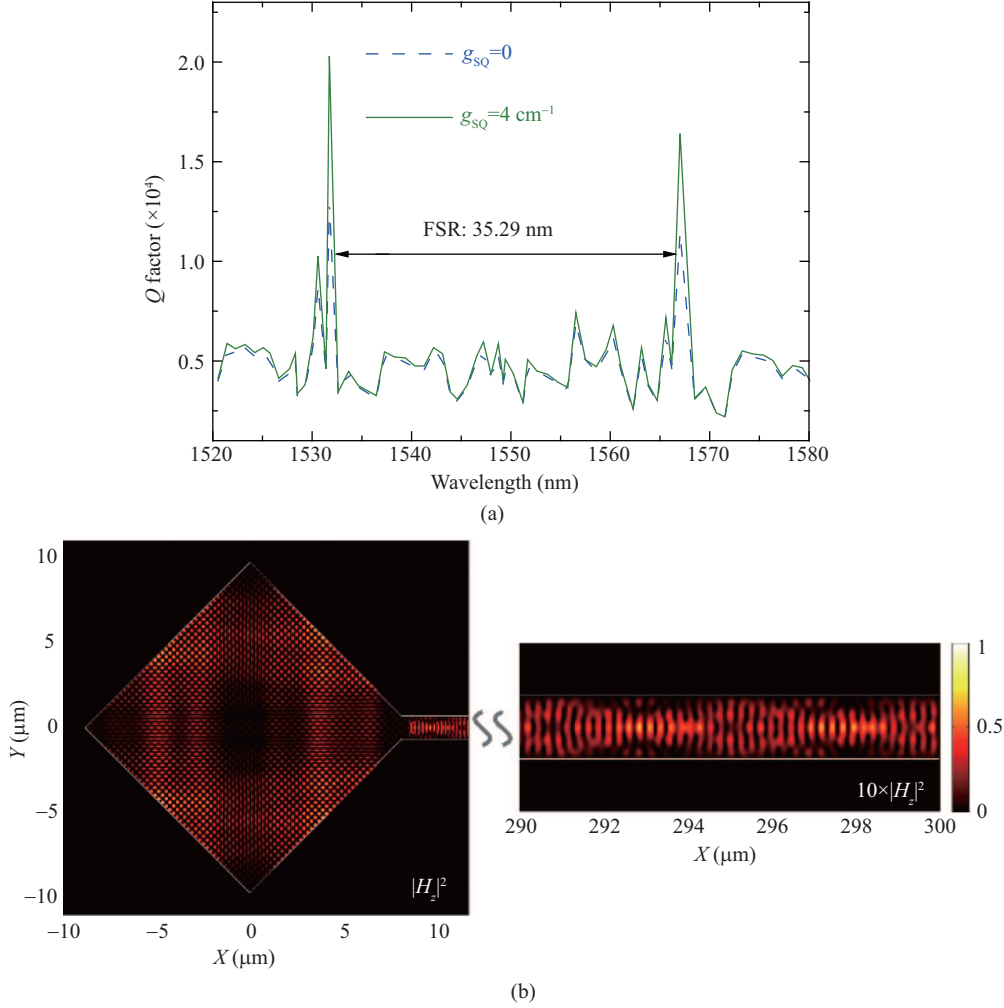 g_SQ=0
g_SQ=4 cm⁻¹
FSR: 35.29 nm
Q factor (×10⁴)
2.0
1.5
1.0
0.5
1520 1530 1540 1550 1560 1570 1580
Wavelength (nm)
(a)
10
5
0
−5
−10
Y (μm)
|H_z|²
−10 −5 0 5 10
X (μm)
10×|H_z|²
1
0.5
0
290 292 294 296 298 300
X (μm)
(b)